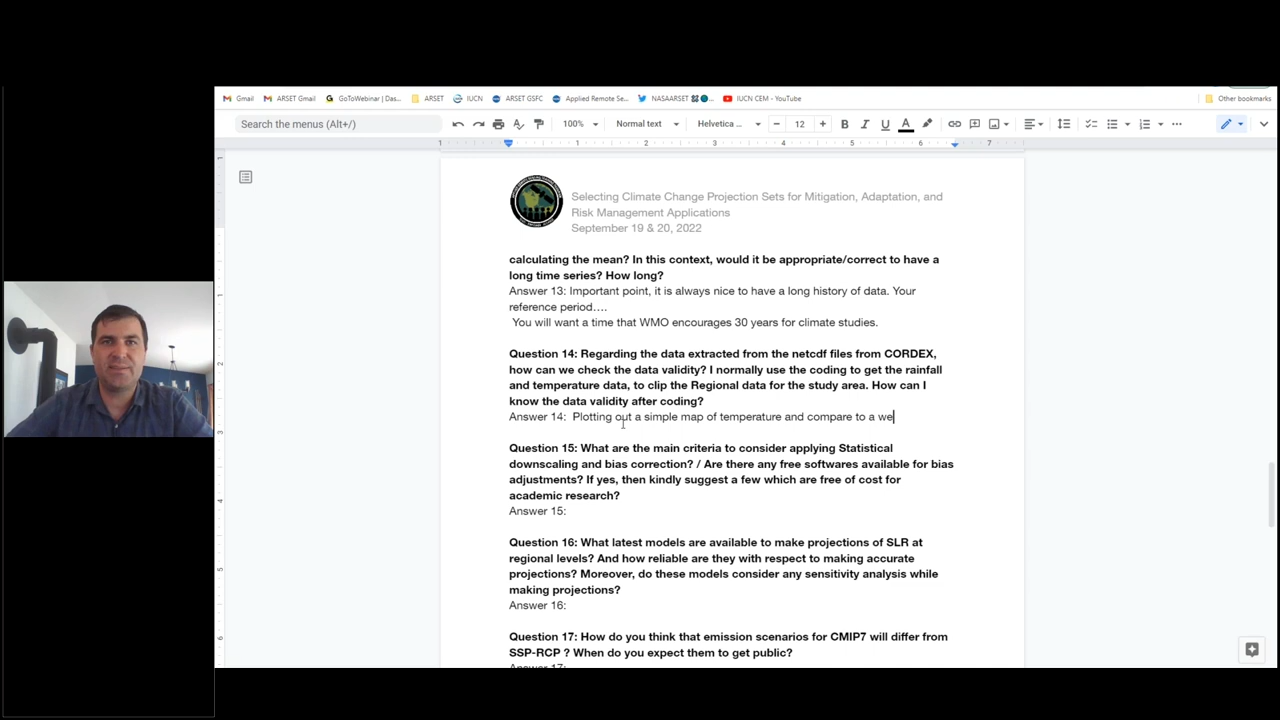 Gmail ARSET Gmail GoToWebinar | Das... ARSET IUCN ARSET GSFC Applied Remote Se... NASAARSET IUCN CEM - YouTube Other bookmarks
Search the menus (Alt+/) 100% Normal text Helvetica ... 12 B I U A
1 1 2 3 4 5 6 7
Selecting Climate Change Projection Sets for Mitigation, Adaptation, and
Risk Management Applications
September 19 & 20, 2022
calculating the mean? In this context, would it be appropriate/correct to have a
long time series? How long?
Answer 13: Important point, it is always nice to have a long history of data. Your
reference period….
You will want a time that WMO encourages 30 years for climate studies.
Question 14: Regarding the data extracted from the netcdf files from CORDEX,
how can we check the data validity? I normally use the coding to get the rainfall
and temperature data, to clip the Regional data for the study area. How can I
know the data validity after coding?
Answer 14: Plotting out a simple map of temperature and compare to a we
Question 15: What are the main criteria to consider applying Statistical
downscaling and bias correction? / Are there any free softwares available for bias
adjustments? If yes, then kindly suggest a few which are free of cost for
academic research?
Answer 15:
Question 16: What latest models are available to make projections of SLR at
regional levels? And how reliable are they with respect to making accurate
projections? Moreover, do these models consider any sensitivity analysis while
making projections?
Answer 16:
Question 17: How do you think that emission scenarios for CMIP7 will differ from
SSP-RCP ? When do you expect them to get public?
Answer 17: